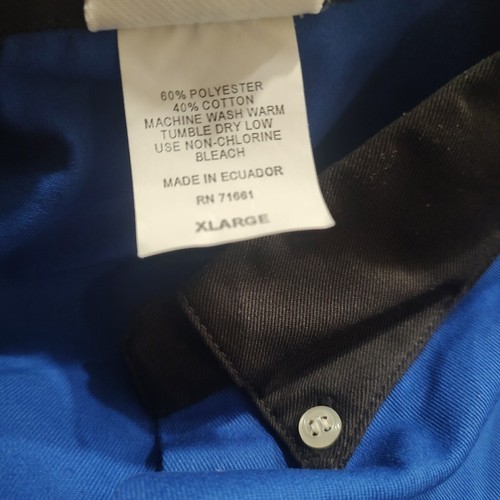 60% POLYESTER
40% COTTON
MACHINE WASH WARM
TUMBLE DRY LOW
USE NON-CHLORINE
BLEACH
MADE IN ECUADOR
RN 71661
XLARGE